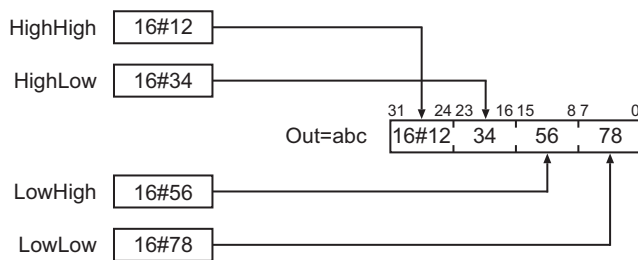 HighHigh 16#12
HighLow 16#34
31 24 23 16 15 8 7 0
Out=abc 16#12 34 56 78
LowHigh 16#56
LowLow 16#78